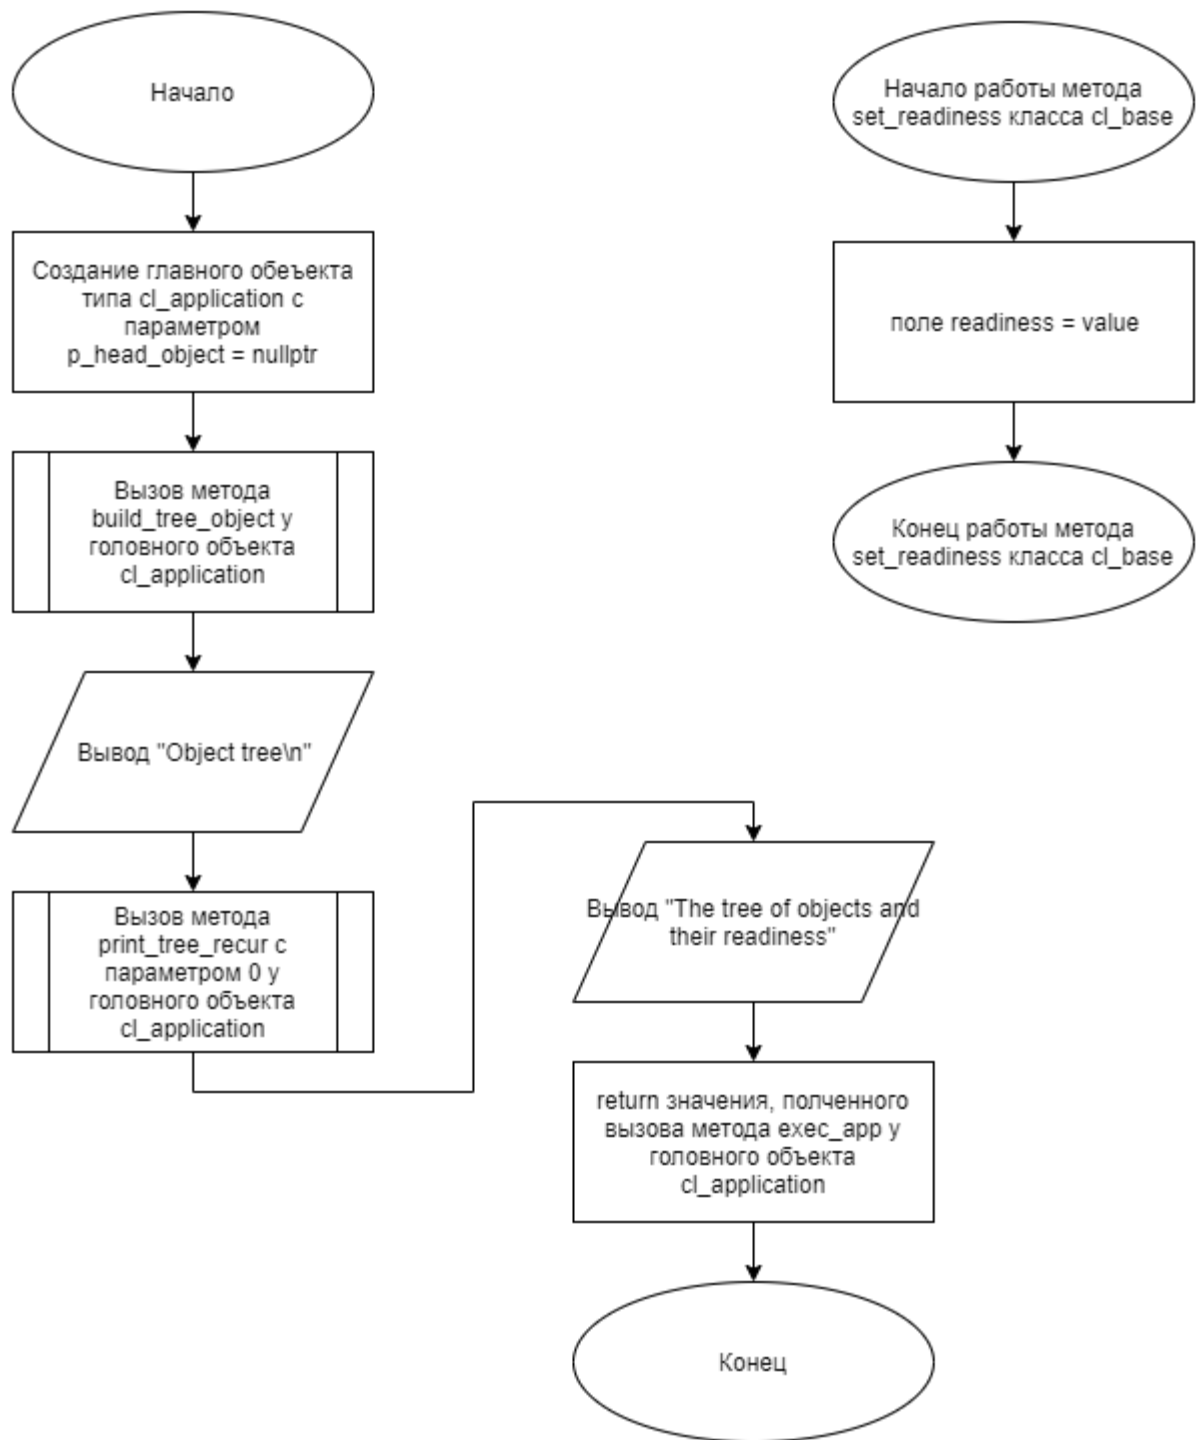 Начало
Создание главного обеъекта
типа cl_application с
параметром
p_head_object = nullptr
Вызов метода
build_tree_object у
головного объекта
cl_application
Вывод "Object tree\n"
Вызов метода
print_tree_recur с
параметром 0 у
головного объекта
cl_application
Вывод "The tree of objects and
their readiness"
return значения, полченного
вызова метода exec_app у
головного объекта
cl_application
Конец
Начало работы метода
set_readiness класса cl_base
поле readiness = value
Конец работы метода
set_readiness класса cl_base